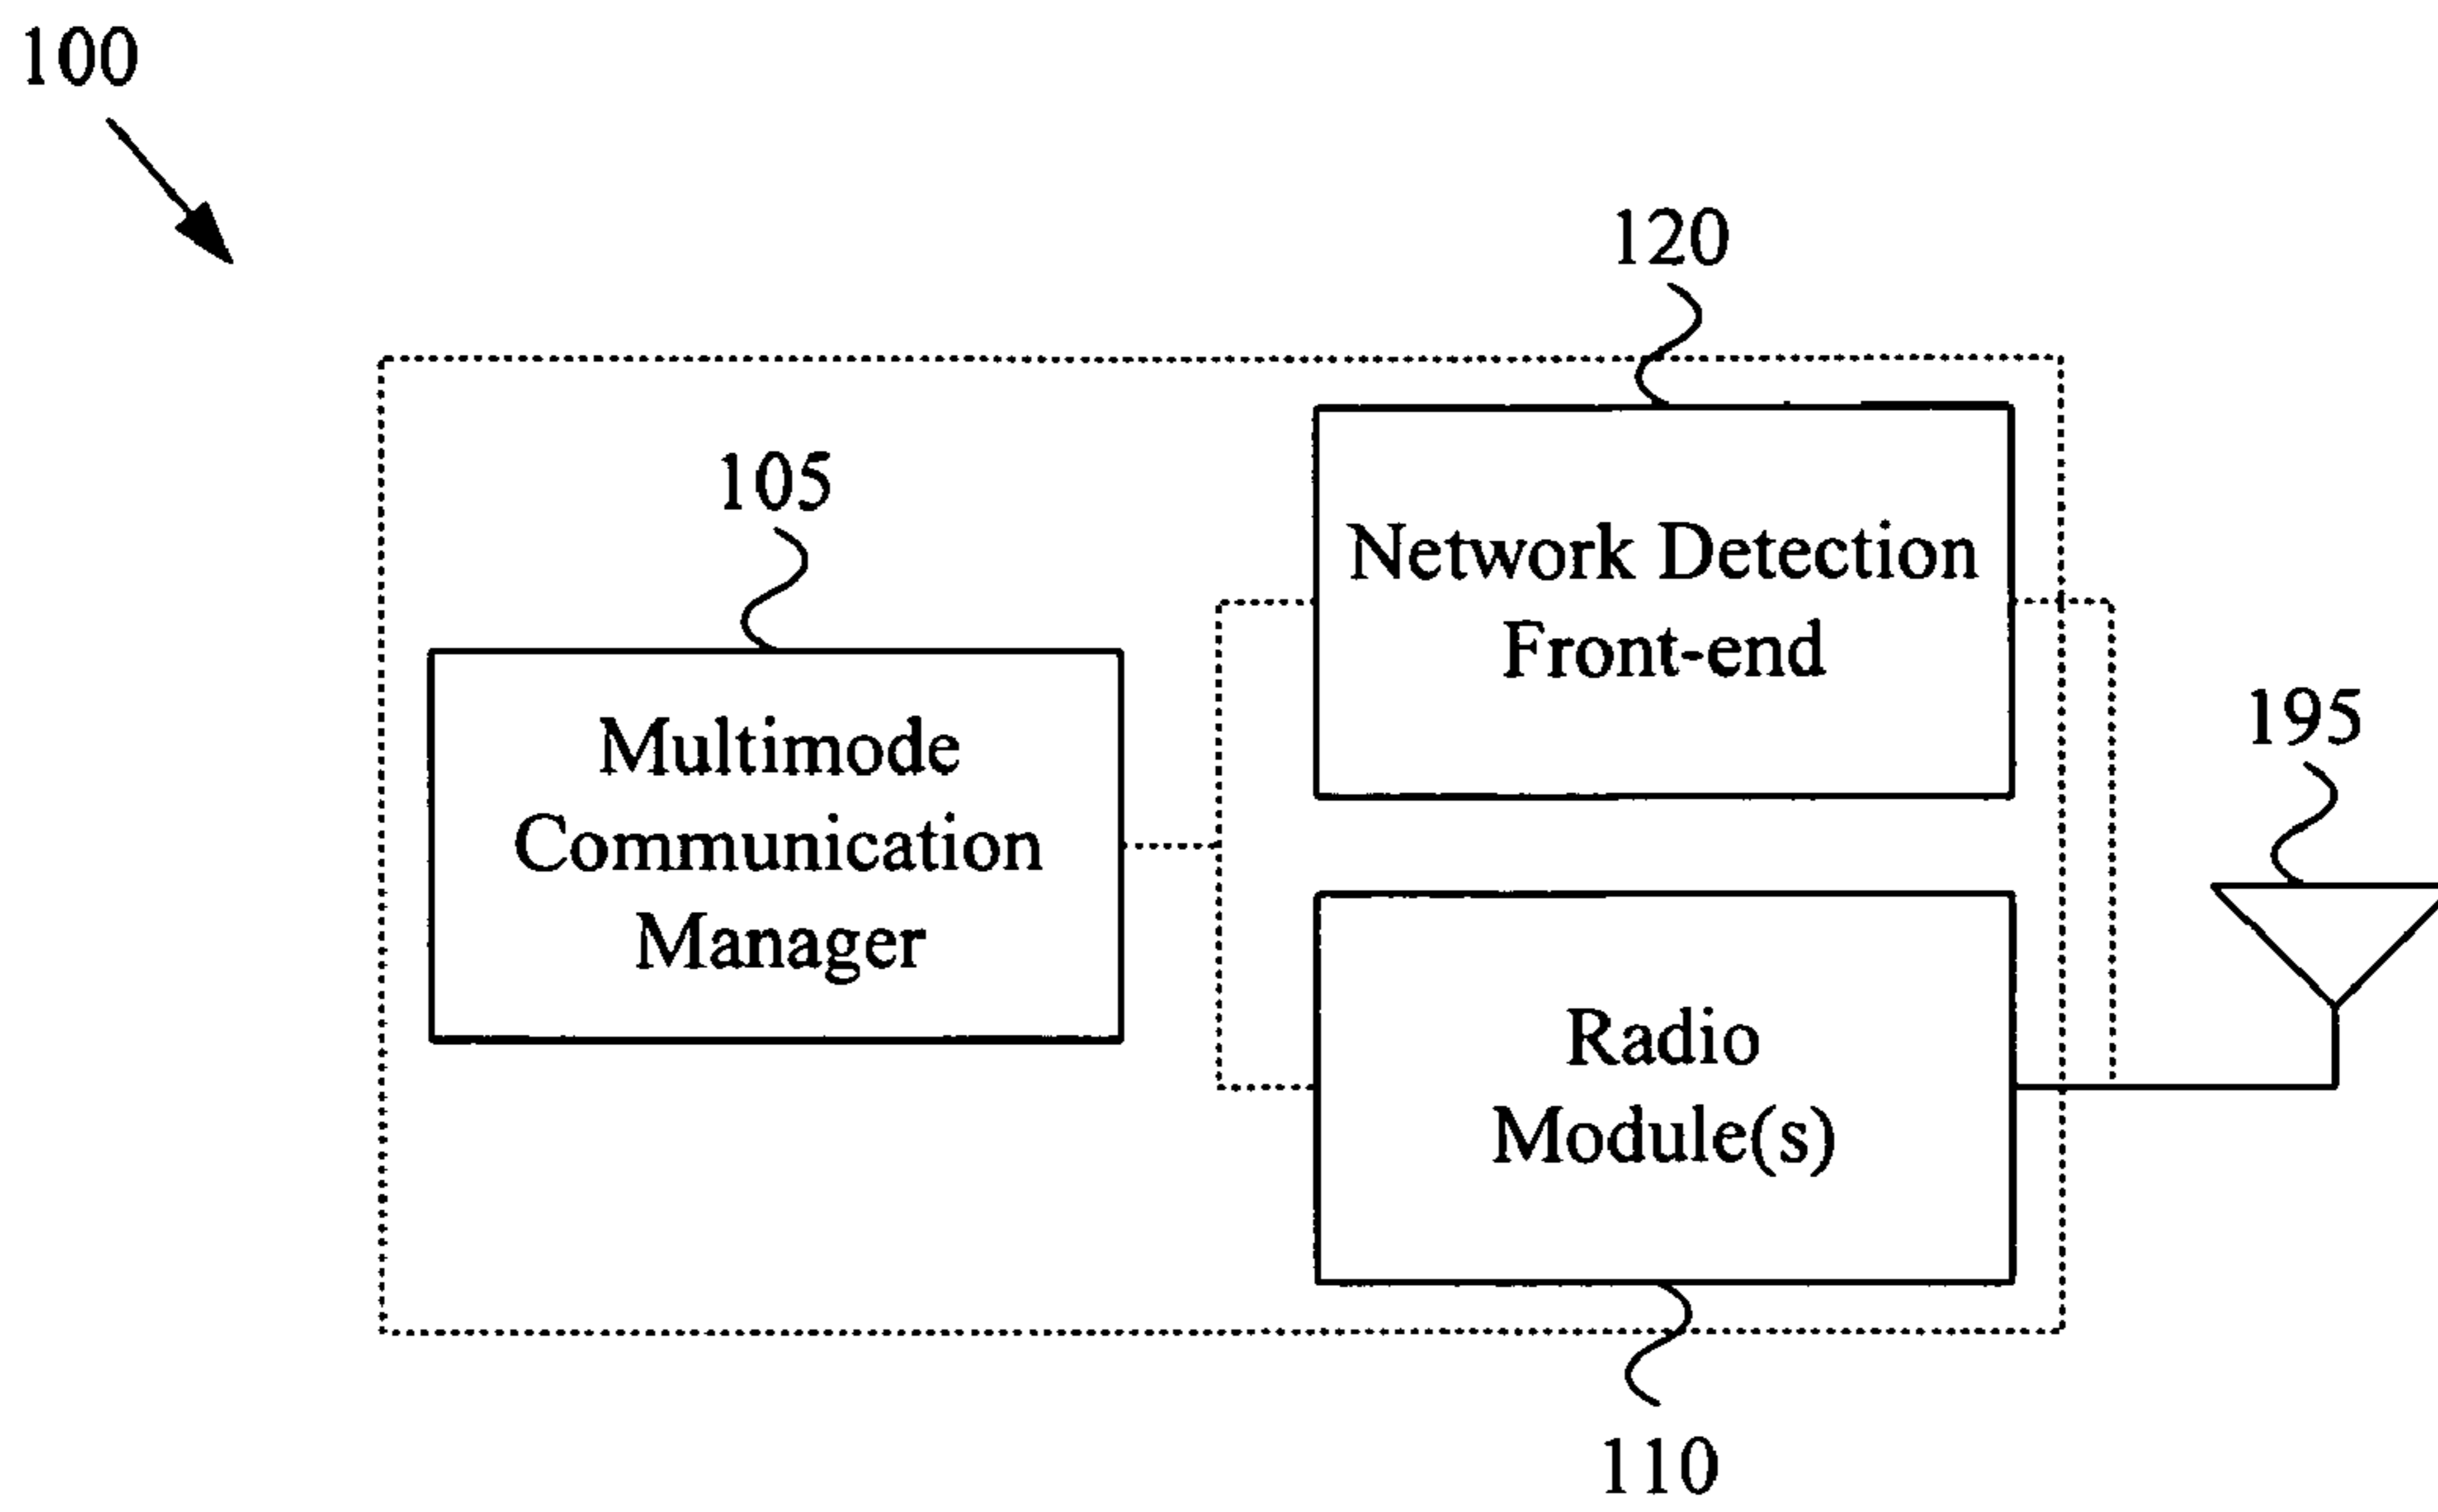 100
120
105
Network Detection
Front-end
195
Multimode
Communication
Manager
Radio
Module(s)
110